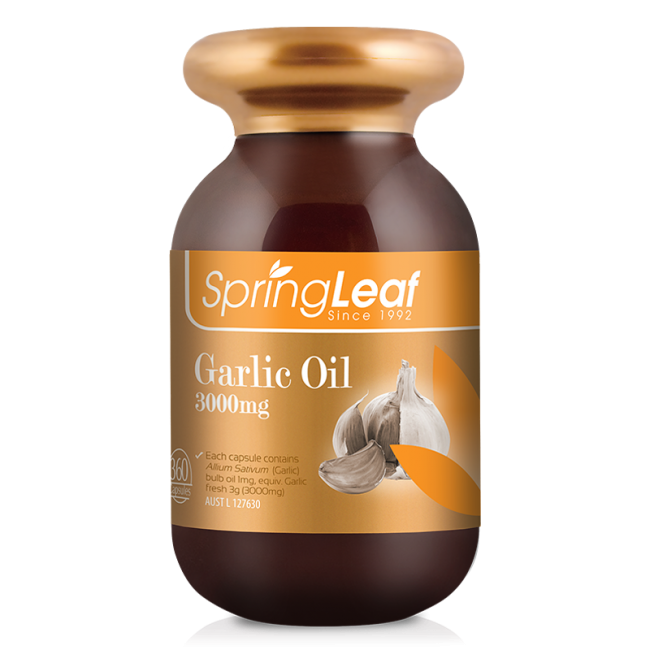 SpringLeaf
Since 1992
Garlic Oil
3000mg
Each capsule contains
Allium Sativum (Garlic)
bulb oil 1mg, equiv. Garlic
fresh 3g (3000mg)
AUST L 127630
360
Capsules